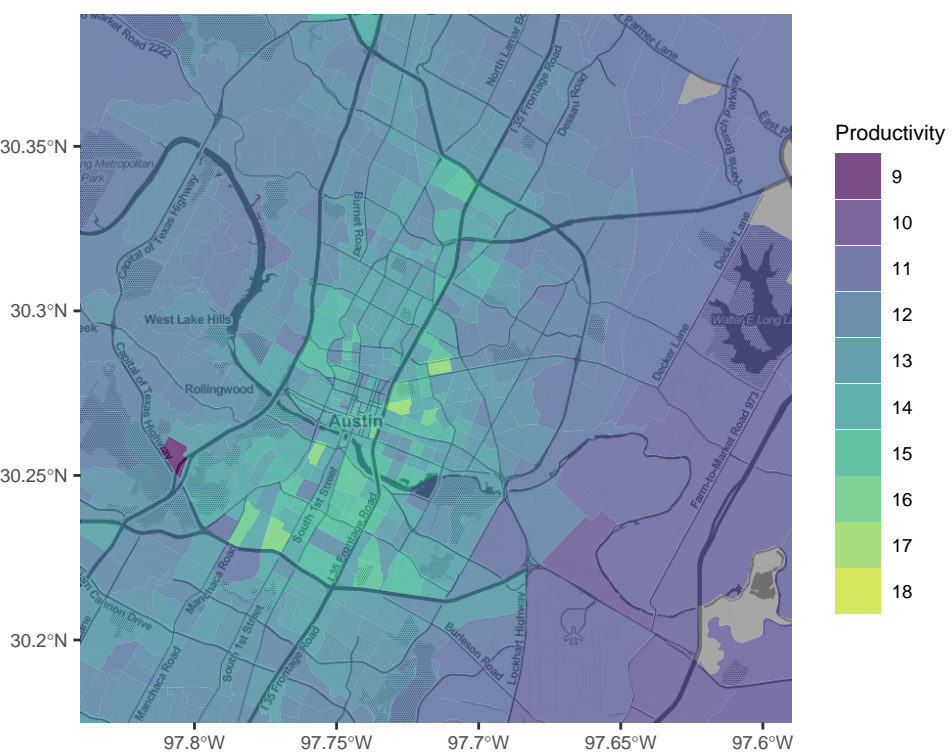 Market Road 2222
Parmer Lane
North Lamar
I 35 Frontage Road
Dessau Road
Harris Branch Parkway
East P
Productivity
30.35°N
9
ng Metropolitan
Park
10
Capital of Texas Highway
Burnet Road
Decker Lane
11
30.3°N
West Lake Hills
Walter E Long L
12
eek
Capital of Texas Highway
Decker Lane
13
Rollingwood
14
Austin
Farm-to-Market Road 973
15
30.25°N
16
South 1st Street
I 35 Frontage Road
17
Manchaca Road
18
Cannon Drive
South 1st Street
Lockhart Highway
30.2°N
Burleson Road
Manchaca Road
I 35 Frontage Road
97.8°W
97.75°W
97.7°W
97.65°W
97.6°W